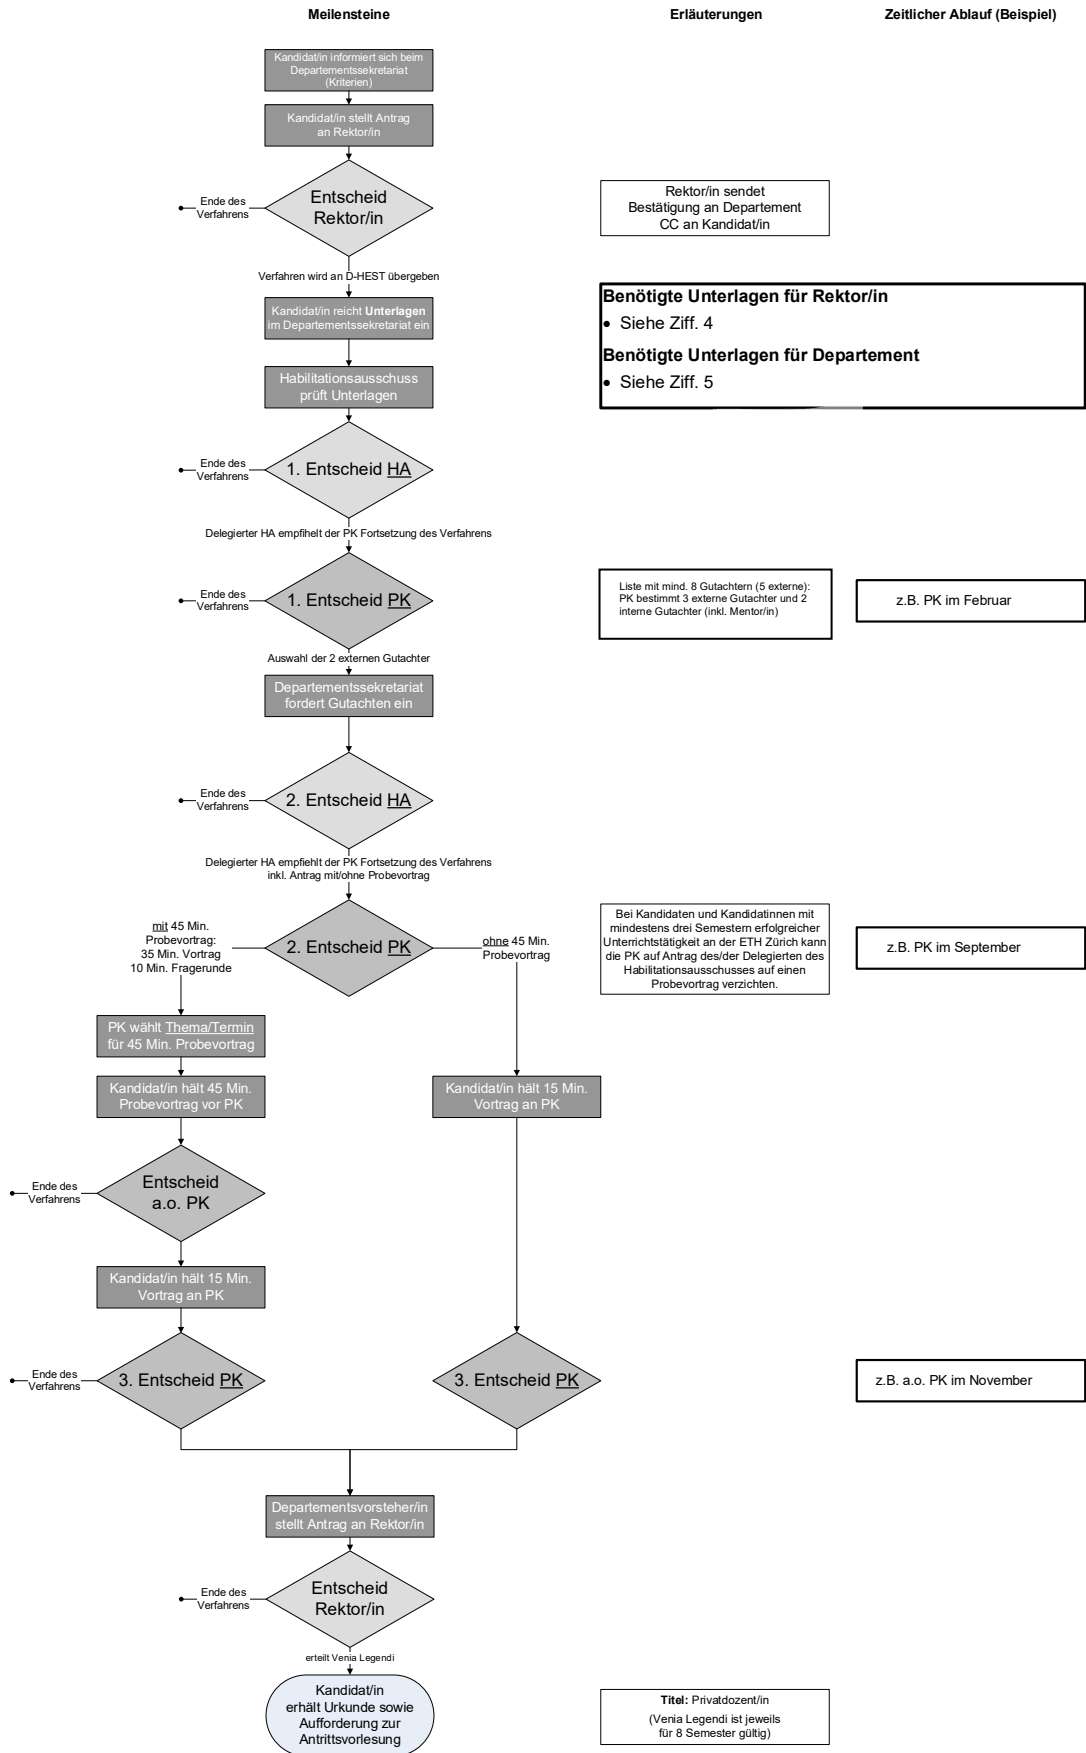 Meilensteine
Erläuterungen
Zeitlicher Ablauf (Beispiel)
Kandidat/in informiert sich beim
Departementssekretariat
(Kriterien)
Kandidat/in stellt Antrag
an Rektor/in
Entscheid
Rektor/in
Ende des
Verfahrens
Rektor/in sendet
Bestätigung an Departement
CC an Kandidat/in
Verfahren wird an D-HEST übergeben
Kandidat/in reicht Unterlagen
im Departementssekretariat ein
Benötigte Unterlagen für Rektor/in
• Siehe Ziff. 4
Benötigte Unterlagen für Departement
• Siehe Ziff. 5
Habilitationsausschuss
prüft Unterlagen
1. Entscheid HA
Ende des
Verfahrens
Delegierter HA empfihelt der PK Fortsetzung des Verfahrens
1. Entscheid PK
Ende des
Verfahrens
Liste mit mind. 8 Gutachtern (5 externe):
PK bestimmt 3 externe Gutachter und 2
interne Gutachter (inkl. Mentor/in)
z.B. PK im Februar
Auswahl der 2 externen Gutachter
Departementssekretariat
fordert Gutachten ein
2. Entscheid HA
Ende des
Verfahrens
Delegierter HA empfiehlt der PK Fortsetzung des Verfahrens
inkl. Antrag mit/ohne Probevortrag
mit 45 Min.
Probevortrag:
35 Min. Vortrag
10 Min. Fragerunde
2. Entscheid PK
ohne 45 Min.
Probevortrag
Bei Kandidaten und Kandidatinnen mit
mindestens drei Semestern erfolgreicher
Unterrichtstätigkeit an der ETH Zürich kann
die PK auf Antrag des/der Delegierten des
Habilitationsausschusses auf einen
Probevortrag verzichten.
z.B. PK im September
PK wählt Thema/Termin
für 45 Min. Probevortrag
Kandidat/in hält 45 Min.
Probevortrag vor PK
Kandidat/in hält 15 Min.
Vortrag an PK
Entscheid
a.o. PK
Ende des
Verfahrens
Kandidat/in hält 15 Min.
Vortrag an PK
3. Entscheid PK
Ende des
Verfahrens
3. Entscheid PK
z.B. a.o. PK im November
Departementsvorsteher/in
stellt Antrag an Rektor/in
Entscheid
Rektor/in
Ende des
Verfahrens
erteilt Venia Legendi
Kandidat/in
erhält Urkunde sowie
Aufforderung zur
Antrittsvorlesung
Titel: Privatdozent/in
(Venia Legendi ist jeweils
für 8 Semester gültig)